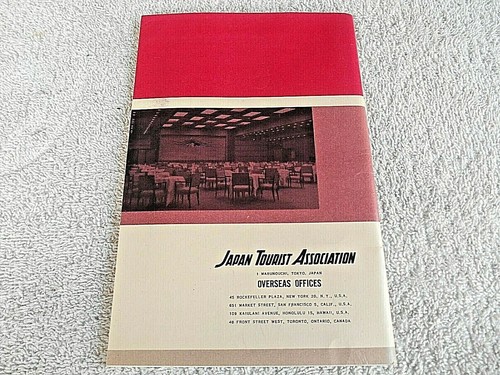 JAPAN TOURIST ASSOCIATION
1 MARUNOUCHI, TOKYO, JAPAN
OVERSEAS OFFICES
45 ROCKEFELLER PLAZA, NEW YORK 20, N. Y., U.S.A.
651 MARKET STREET, SAN FRANCISCO 5, CALIF., U.S.A.
109 KAIULANI AVENUE, HONOLULU 15, HAWAII, U.S.A.
48 FRONT STREET WEST, TORONTO, ONTARIO, CANADA